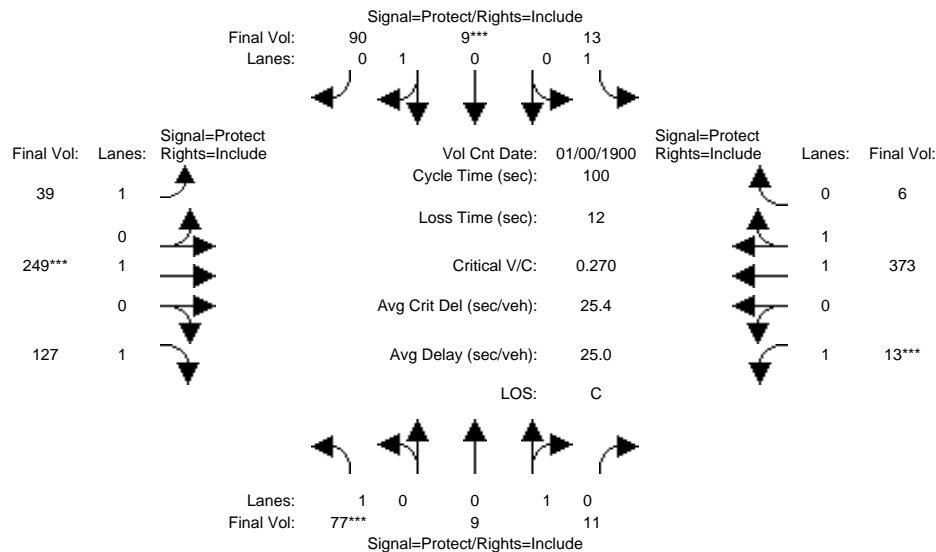 Signal=Protect/Rights=Include
Final Vol: 90 9*** 13
Lanes: 0 1 0 0 1
Signal=Protect Signal=Protect
Final Vol: Lanes: Rights=Include Vol Cnt Date: 01/00/1900 Rights=Include Lanes: Final Vol:
Cycle Time (sec): 100
39 1 0 6
Loss Time (sec): 12
0 1
249*** 1 Critical V/C: 0.270 1 373
0 Avg Crit Del (sec/veh): 25.4 0
127 1 Avg Delay (sec/veh): 25.0 1 13***
LOS: C
Lanes: 1 0 0 1 0
Final Vol: 77*** 9 11
Signal=Protect/Rights=Include